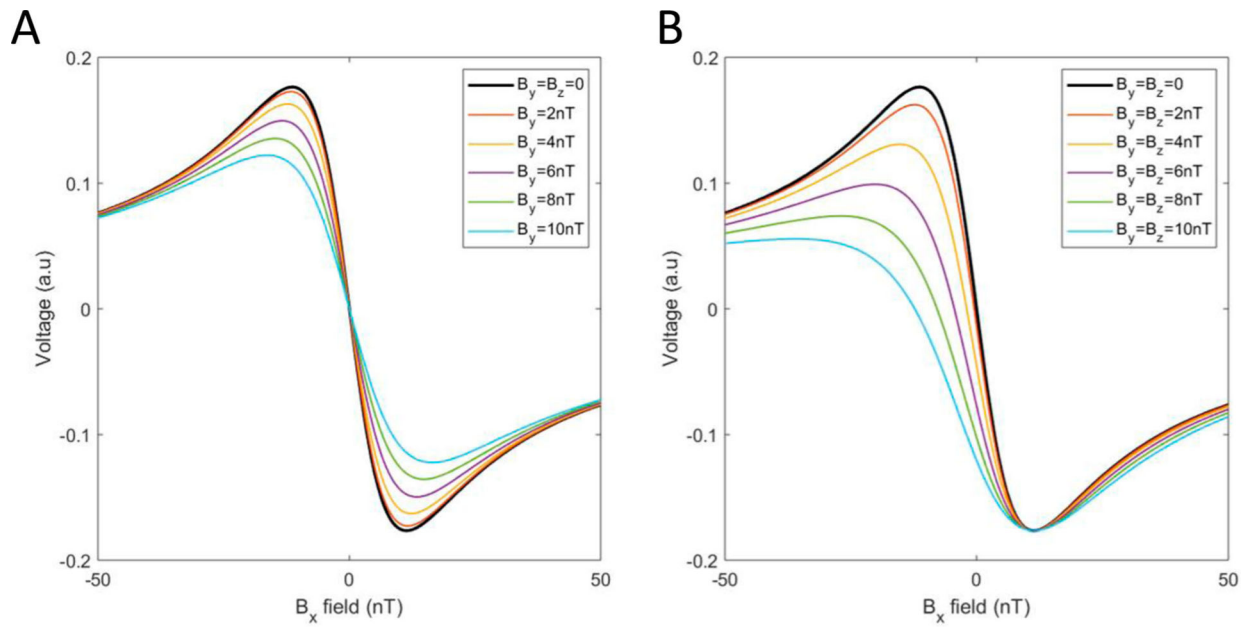 A
B
0.2
0.1
0
-0.1
-0.2
-50
0
50
Voltage (a.u)
B_x field (nT)
B_y=B_z=0
B_y=2nT
B_y=4nT
B_y=6nT
B_y=8nT
B_y=10nT
0.2
0.1
0
-0.1
-0.2
-50
0
50
Voltage (a.u)
B_x field (nT)
B_y=B_z=0
B_y=B_z=2nT
B_y=B_z=4nT
B_y=B_z=6nT
B_y=B_z=8nT
B_y=B_z=10nT